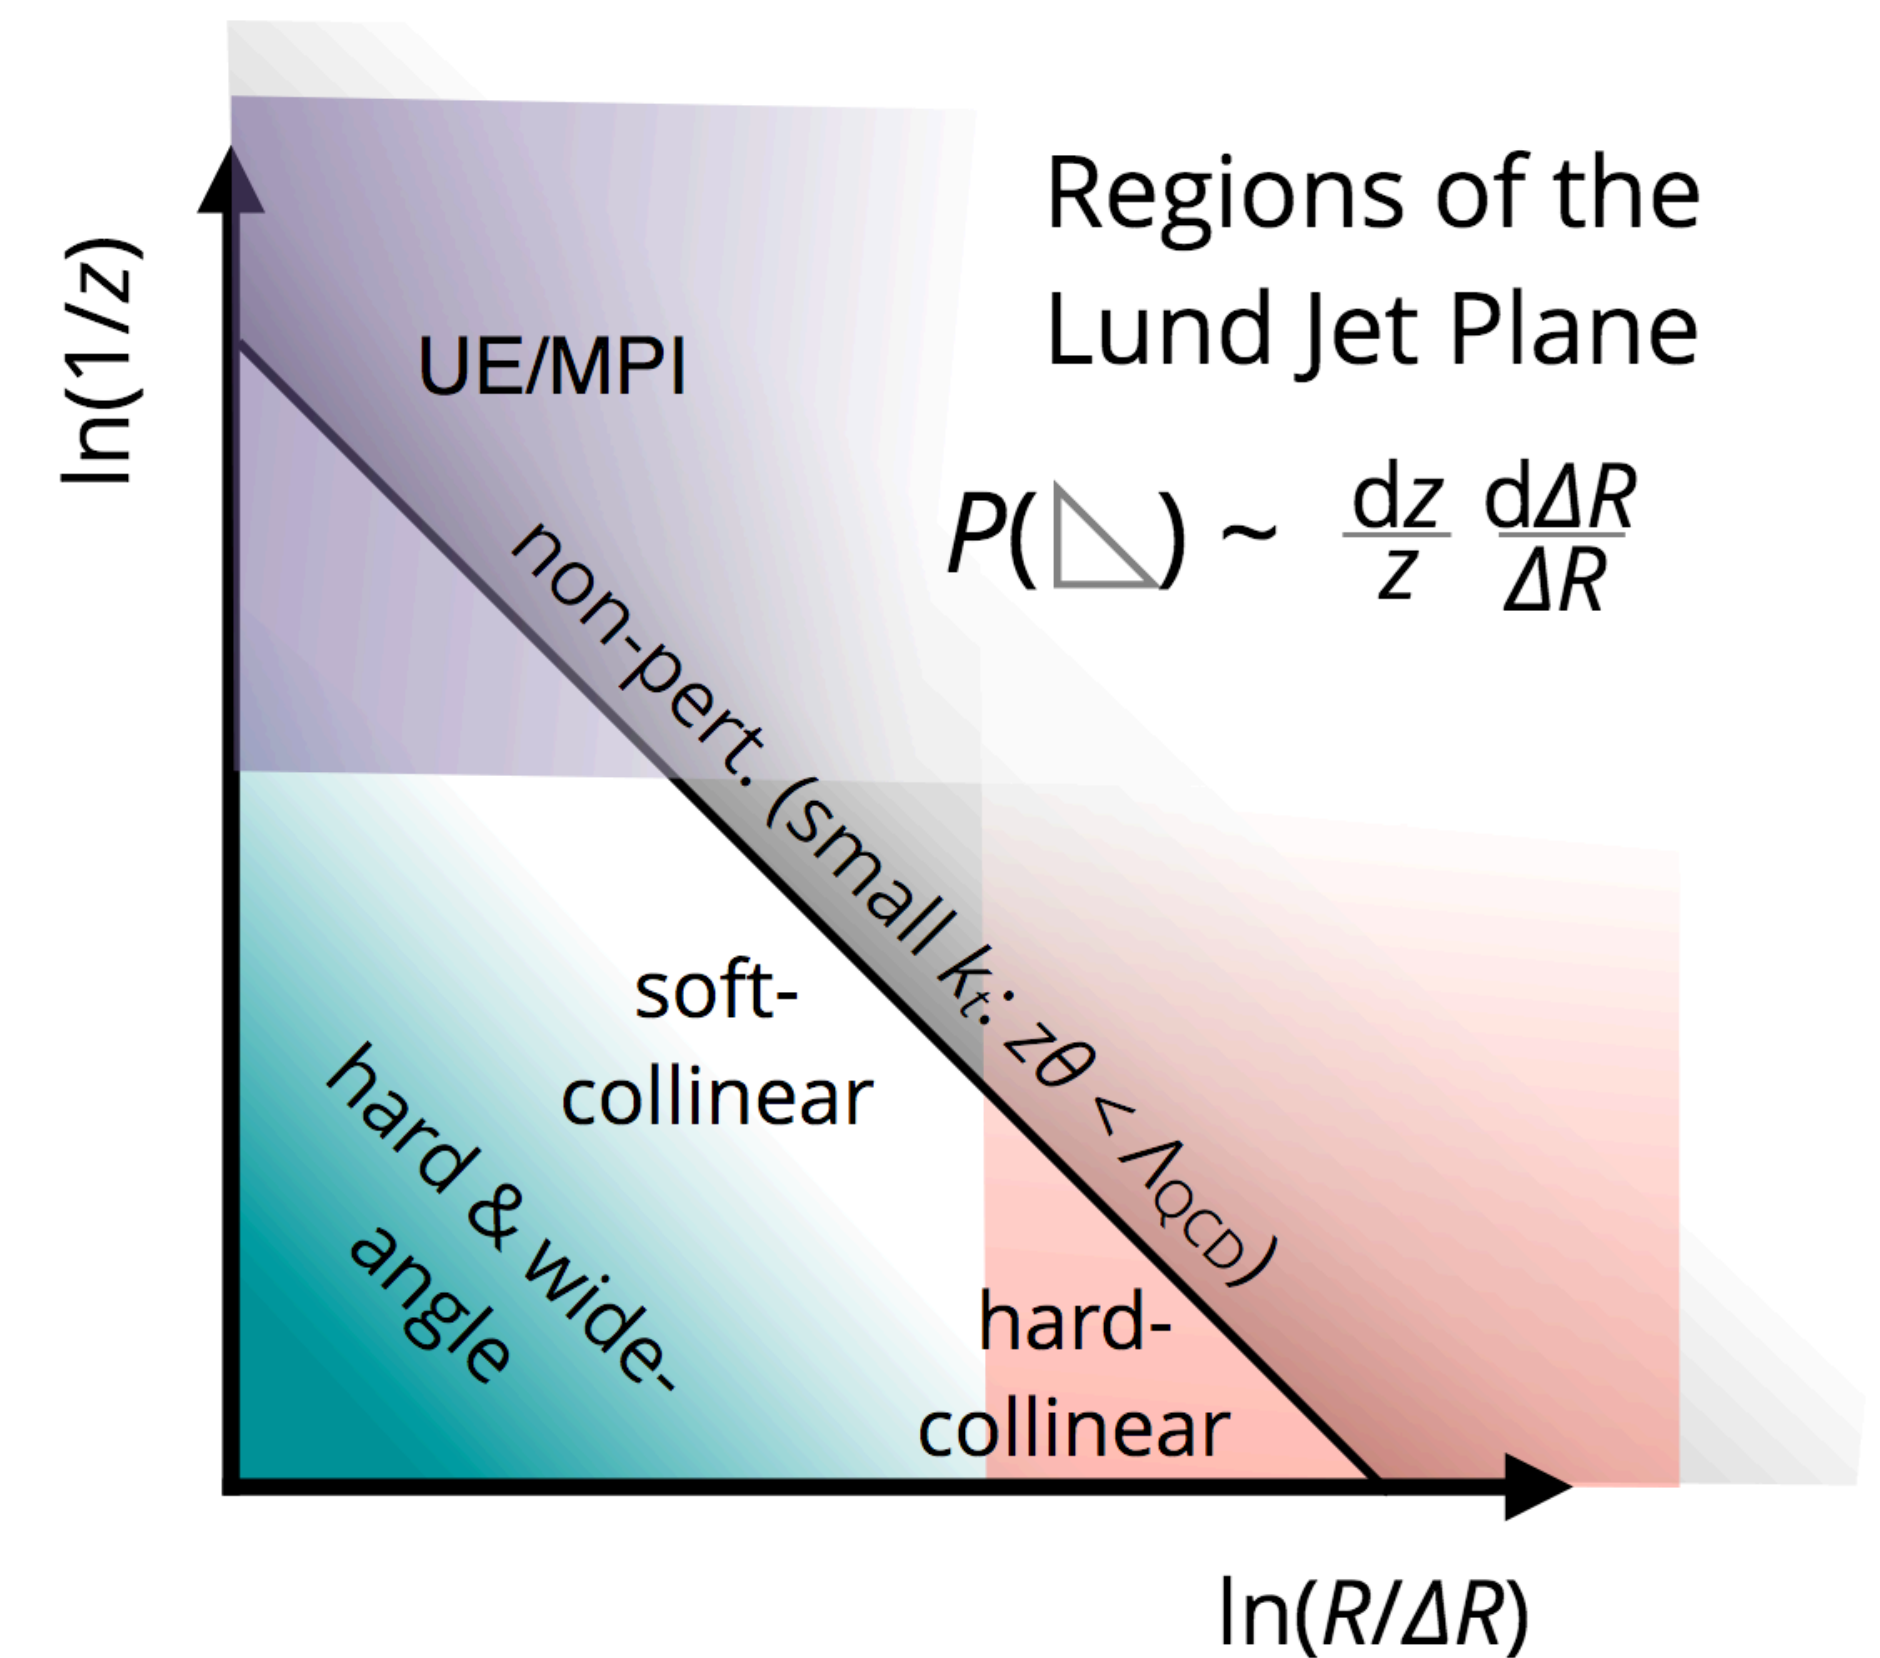 Regions of the
Lund Jet Plane
P(◺) ~ dz/z dΔR/ΔR
ln(1/z)
UE/MPI
non-pert. (small kt: zθ < ΛQCD)
soft-
collinear
hard & wide-
angle
hard-
collinear
ln(R/ΔR)